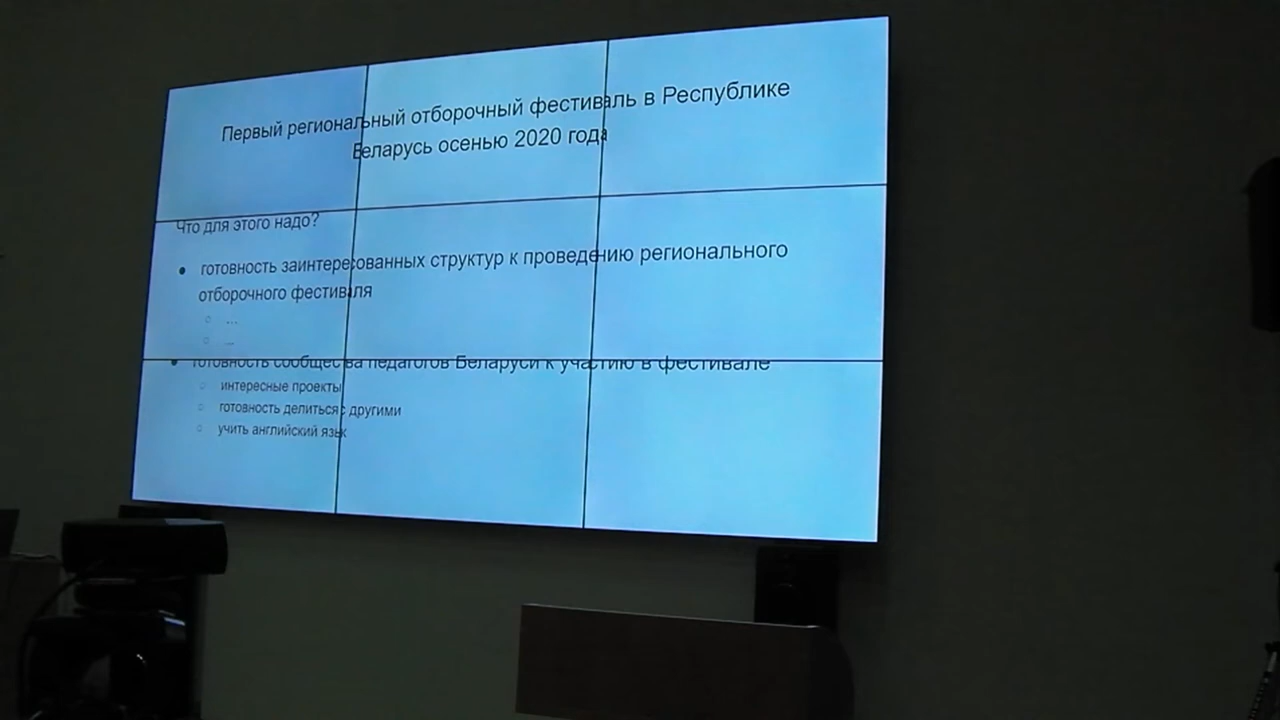 Первый региональный отборочный фестиваль в Республике
Беларусь осенью 2020 года
Что для этого надо?
● готовность заинтересованных структур к проведению регионального
отборочного фестиваля
○ ...
○ ...
● готовность сообщества педагогов Беларуси к участию в фестивале
○ интересные проекты
○ готовность делиться с другими
○ учить английский язык